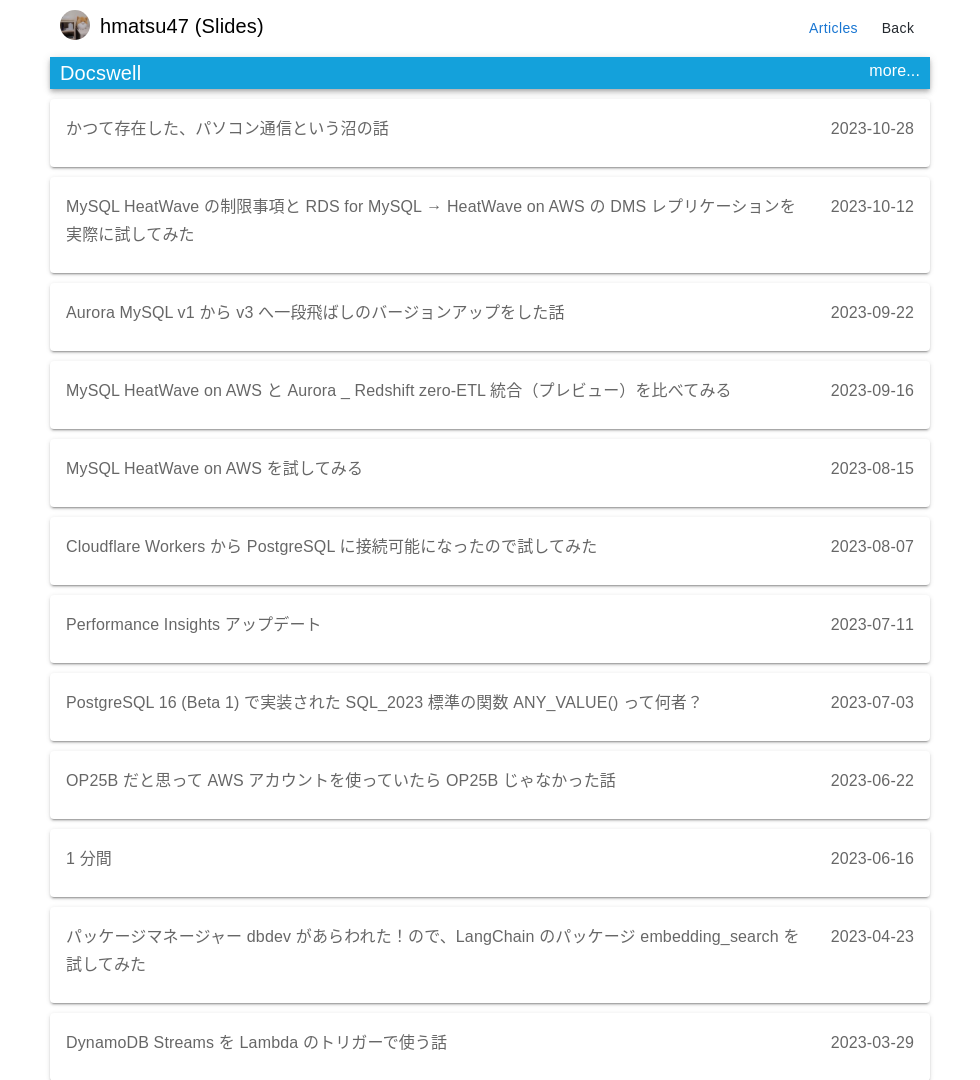 hmatsu47 (Slides)
Articles
Back
Docswell
more...
かつて存在した、パソコン通信という沼の話
2023-10-28
MySQL HeatWave の制限事項と RDS for MySQL → HeatWave on AWS の DMS レプリケーションを
実際に試してみた
2023-10-12
Aurora MySQL v1 から v3 へ一段飛ばしのバージョンアップをした話
2023-09-22
MySQL HeatWave on AWS と Aurora _ Redshift zero-ETL 統合（プレビュー）を比べてみる
2023-09-16
MySQL HeatWave on AWS を試してみる
2023-08-15
Cloudflare Workers から PostgreSQL に接続可能になったので試してみた
2023-08-07
Performance Insights アップデート
2023-07-11
PostgreSQL 16 (Beta 1) で実装された SQL_2023 標準の関数 ANY_VALUE() って何者？
2023-07-03
OP25B だと思って AWS アカウントを使っていたら OP25B じゃなかった話
2023-06-22
1 分間
2023-06-16
パッケージマネージャー dbdev があらわれた！ので、LangChain のパッケージ embedding_search を
試してみた
2023-04-23
DynamoDB Streams を Lambda のトリガーで使う話
2023-03-29